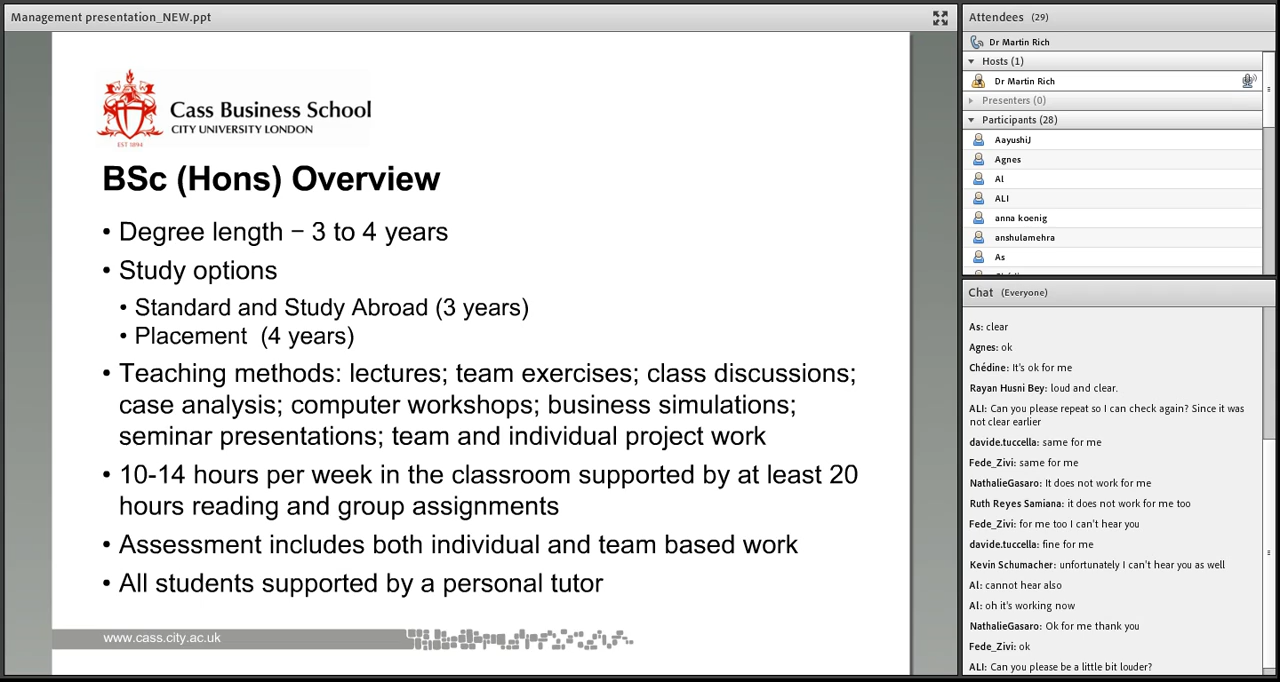 Management presentation_NEW.ppt
Cass Business School
CITY UNIVERSITY LONDON
EST 1894
BSc (Hons) Overview
• Degree length – 3 to 4 years
• Study options
• Standard and Study Abroad (3 years)
• Placement (4 years)
• Teaching methods: lectures; team exercises; class discussions;
case analysis; computer workshops; business simulations;
seminar presentations; team and individual project work
• 10-14 hours per week in the classroom supported by at least 20
hours reading and group assignments
• Assessment includes both individual and team based work
• All students supported by a personal tutor
www.cass.city.ac.uk
Attendees (29)
Dr Martin Rich
Hosts (1)
Dr Martin Rich
Presenters (0)
Participants (28)
AayushiJ
Agnes
Al
ALI
anna koenig
anshulamehra
As
Chat (Everyone)
As: clear
Agnes: ok
Chédine: It's ok for me
Rayan Husni Bey: loud and clear.
ALI: Can you please repeat so I can check again? Since it was
not clear earlier
davide.tuccella: same for me
Fede_Zivi: same for me
NathalieGasaro: It does not work for me
Ruth Reyes Samiana: it does not work for me too
Fede_Zivi: for me too I can't hear you
davide.tuccella: fine for me
Kevin Schumacher: unfortunately I can't hear you as well
Al: cannot hear also
Al: oh it's working now
NathalieGasaro: Ok for me thank you
Fede_Zivi: ok
ALI: Can you please be a little bit louder?